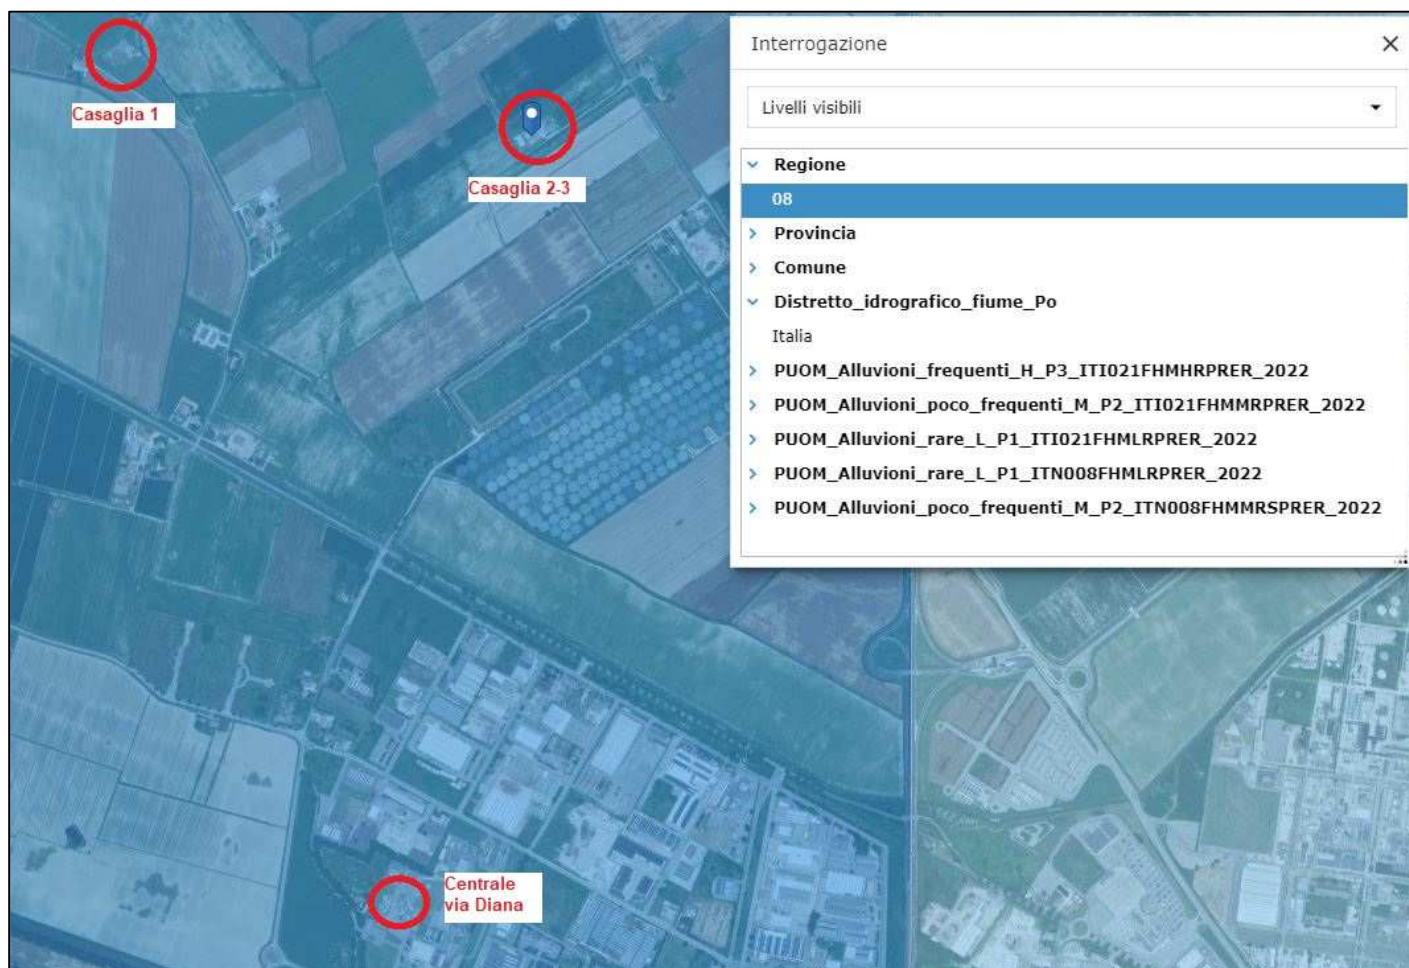 Casaglia 1
Casaglia 2-3
Centrale
via Diana
Interrogazione
Livelli visibili
Regione
08
Provincia
Comune
Distretto_idrografico_fiume_Po
Italia
PUOM_Alluvioni_frequenti_H_P3_ITI021FHMHRPRER_2022
PUOM_Alluvioni_poco_frequenti_M_P2_ITI021FHMMRPRER_2022
PUOM_Alluvioni_rare_L_P1_ITI021FHMLRPRER_2022
PUOM_Alluvioni_rare_L_P1_ITN008FHMLRPRER_2022
PUOM_Alluvioni_poco_frequenti_M_P2_ITN008FHMMRSPRER_2022